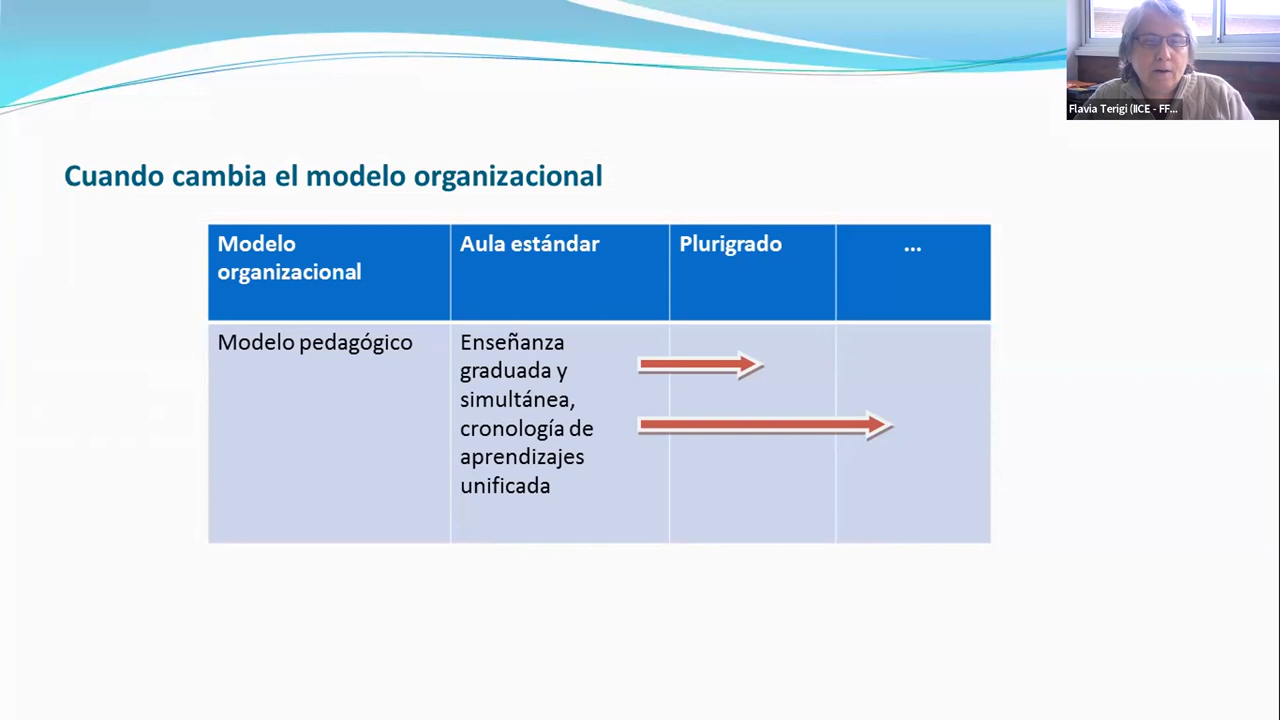 Flavia Terigi (IICE - FF...
Cuando cambia el modelo organizacional
Modelo
organizacional
Aula estándar
Plurigrado
...
Modelo pedagógico
Enseñanza
graduada y
simultánea,
cronología de
aprendizajes
unificada